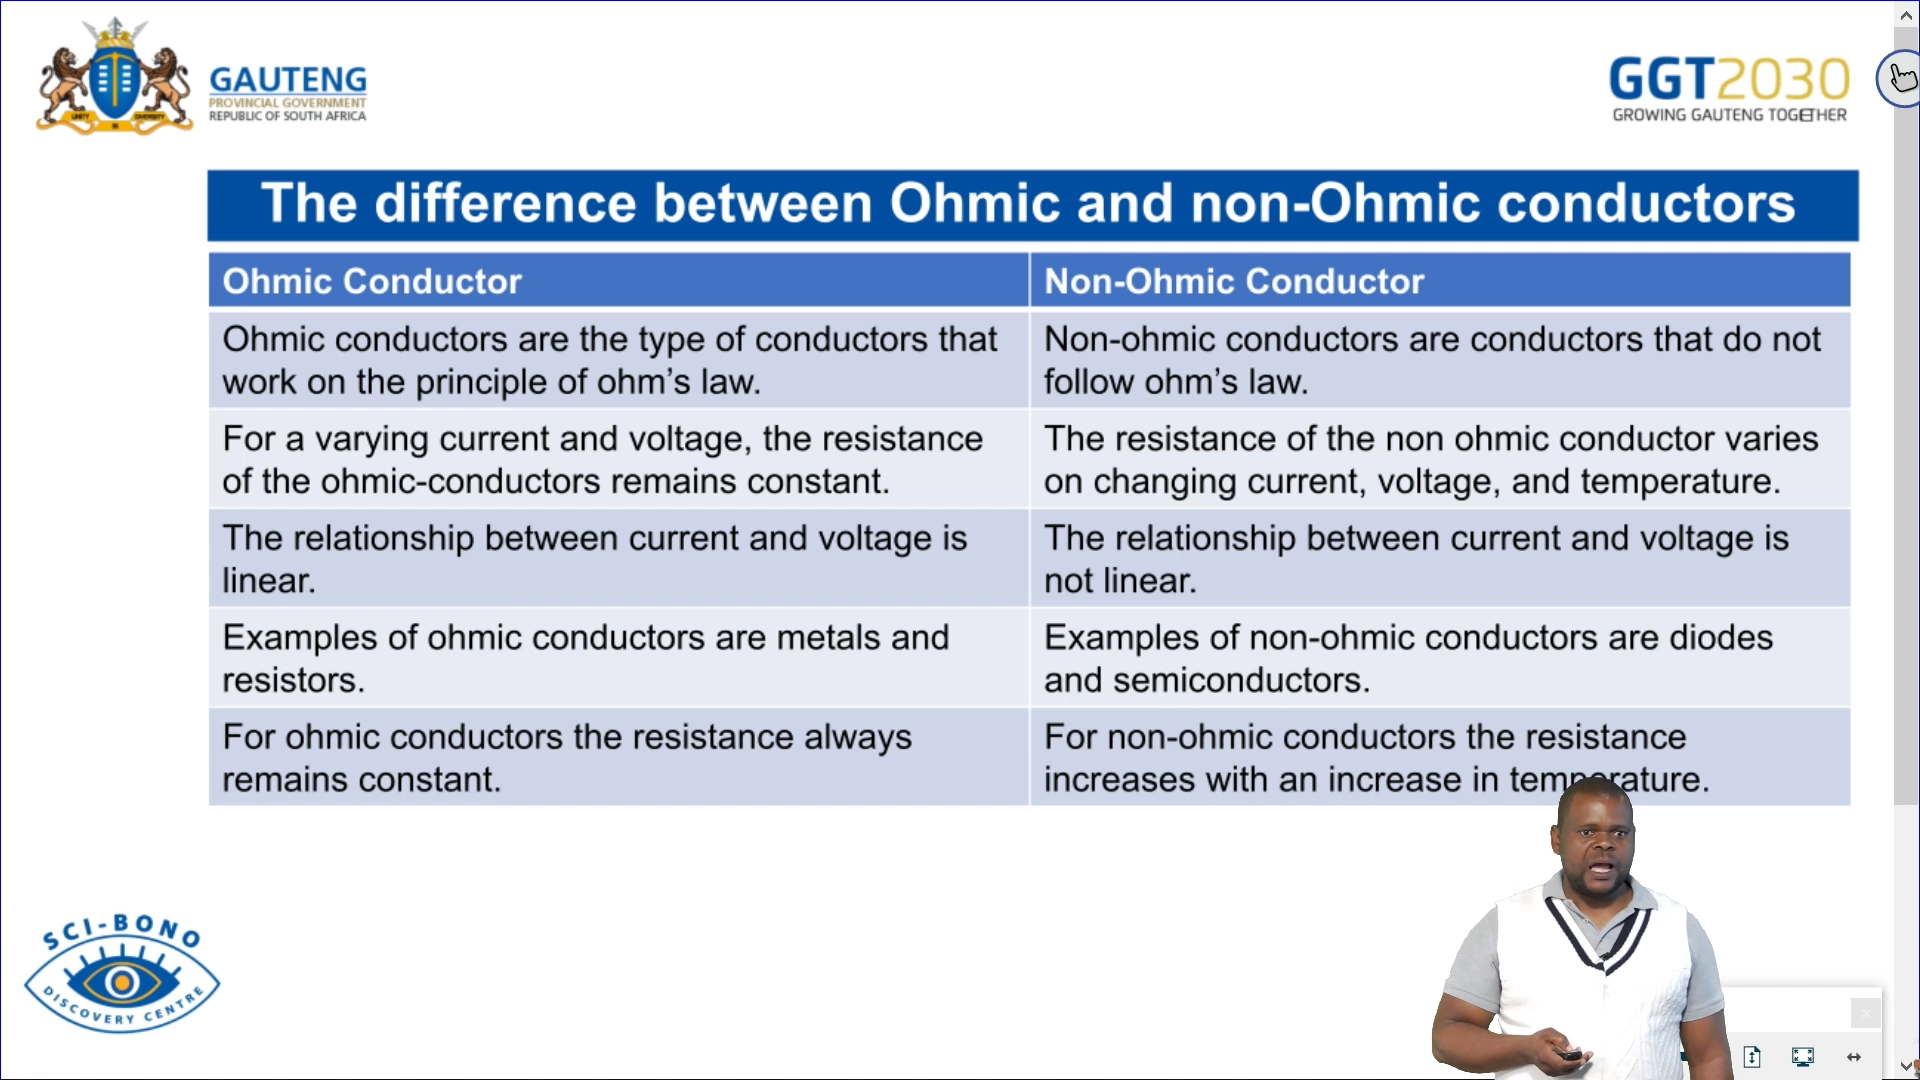 GAUTENG
PROVINCIAL GOVERNMENT
REPUBLIC OF SOUTH AFRICA
UNITY IN DIVERSITY
GGT2030
GROWING GAUTENG TOGETHER
The difference between Ohmic and non-Ohmic conductors
Ohmic Conductor
Non-Ohmic Conductor
Ohmic conductors are the type of conductors that
work on the principle of ohm's law.
Non-ohmic conductors are conductors that do not
follow ohm's law.
For a varying current and voltage, the resistance
of the ohmic-conductors remains constant.
The resistance of the non ohmic conductor varies
on changing current, voltage, and temperature.
The relationship between current and voltage is
linear.
The relationship between current and voltage is
not linear.
Examples of ohmic conductors are metals and
resistors.
Examples of non-ohmic conductors are diodes
and semiconductors.
For ohmic conductors the resistance always
remains constant.
For non-ohmic conductors the resistance
increases with an increase in temperature.
SCI-BONO
DISCOVERY CENTRE